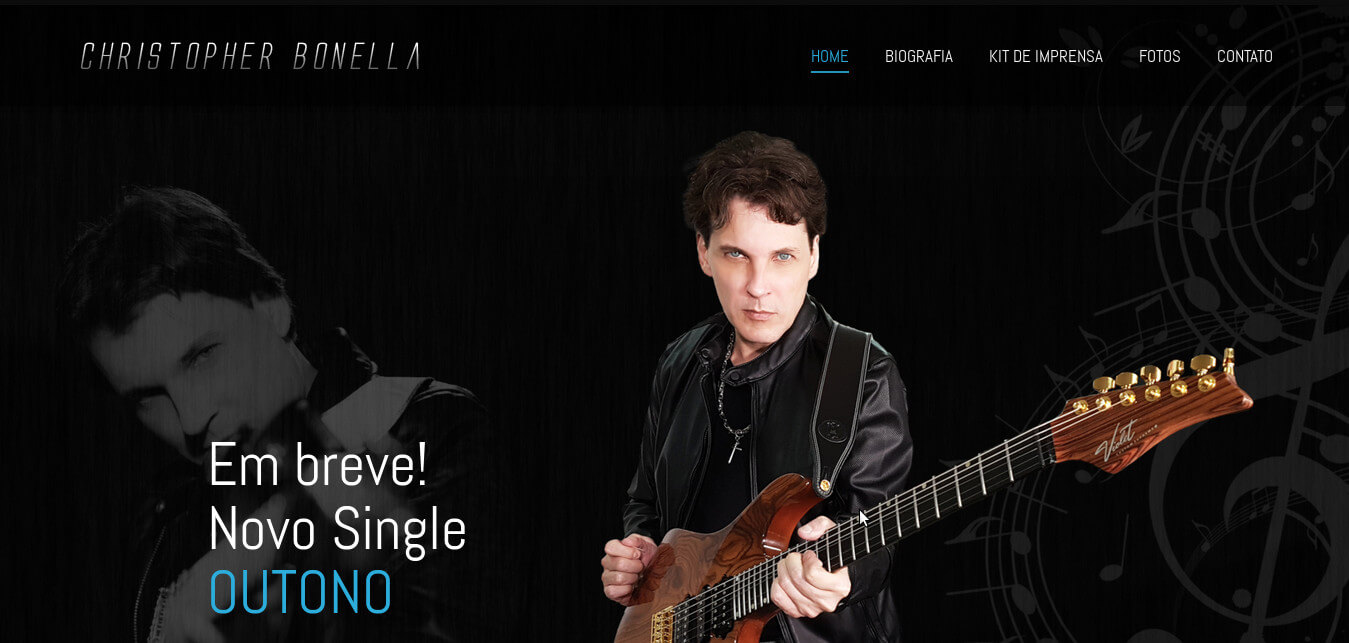 CHRISTOPHER BONELLA
HOME BIOGRAFIA KIT DE IMPRENSA FOTOS CONTATO
Violet
Em breve!
Novo Single
OUTONO